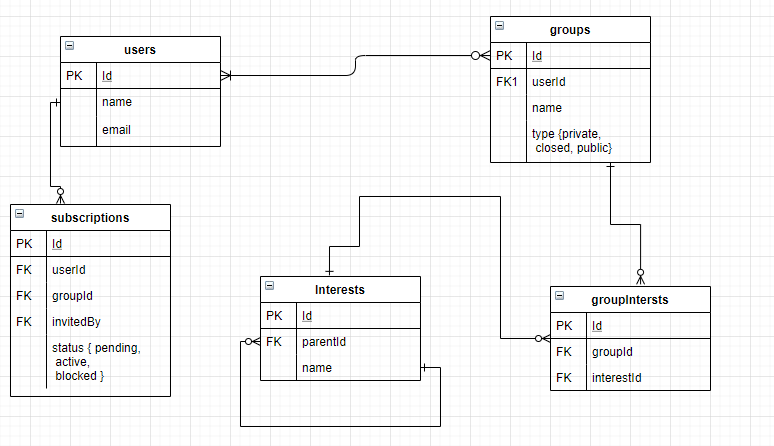 users
PK Id
name
email
groups
PK Id
FK1 userId
name
type {private,
closed, public}
subscriptions
PK Id
FK userId
FK groupId
FK invitedBy
status { pending,
active,
blocked }
Interests
PK Id
FK parentId
name
groupIntersts
PK Id
FK groupId
FK interestId